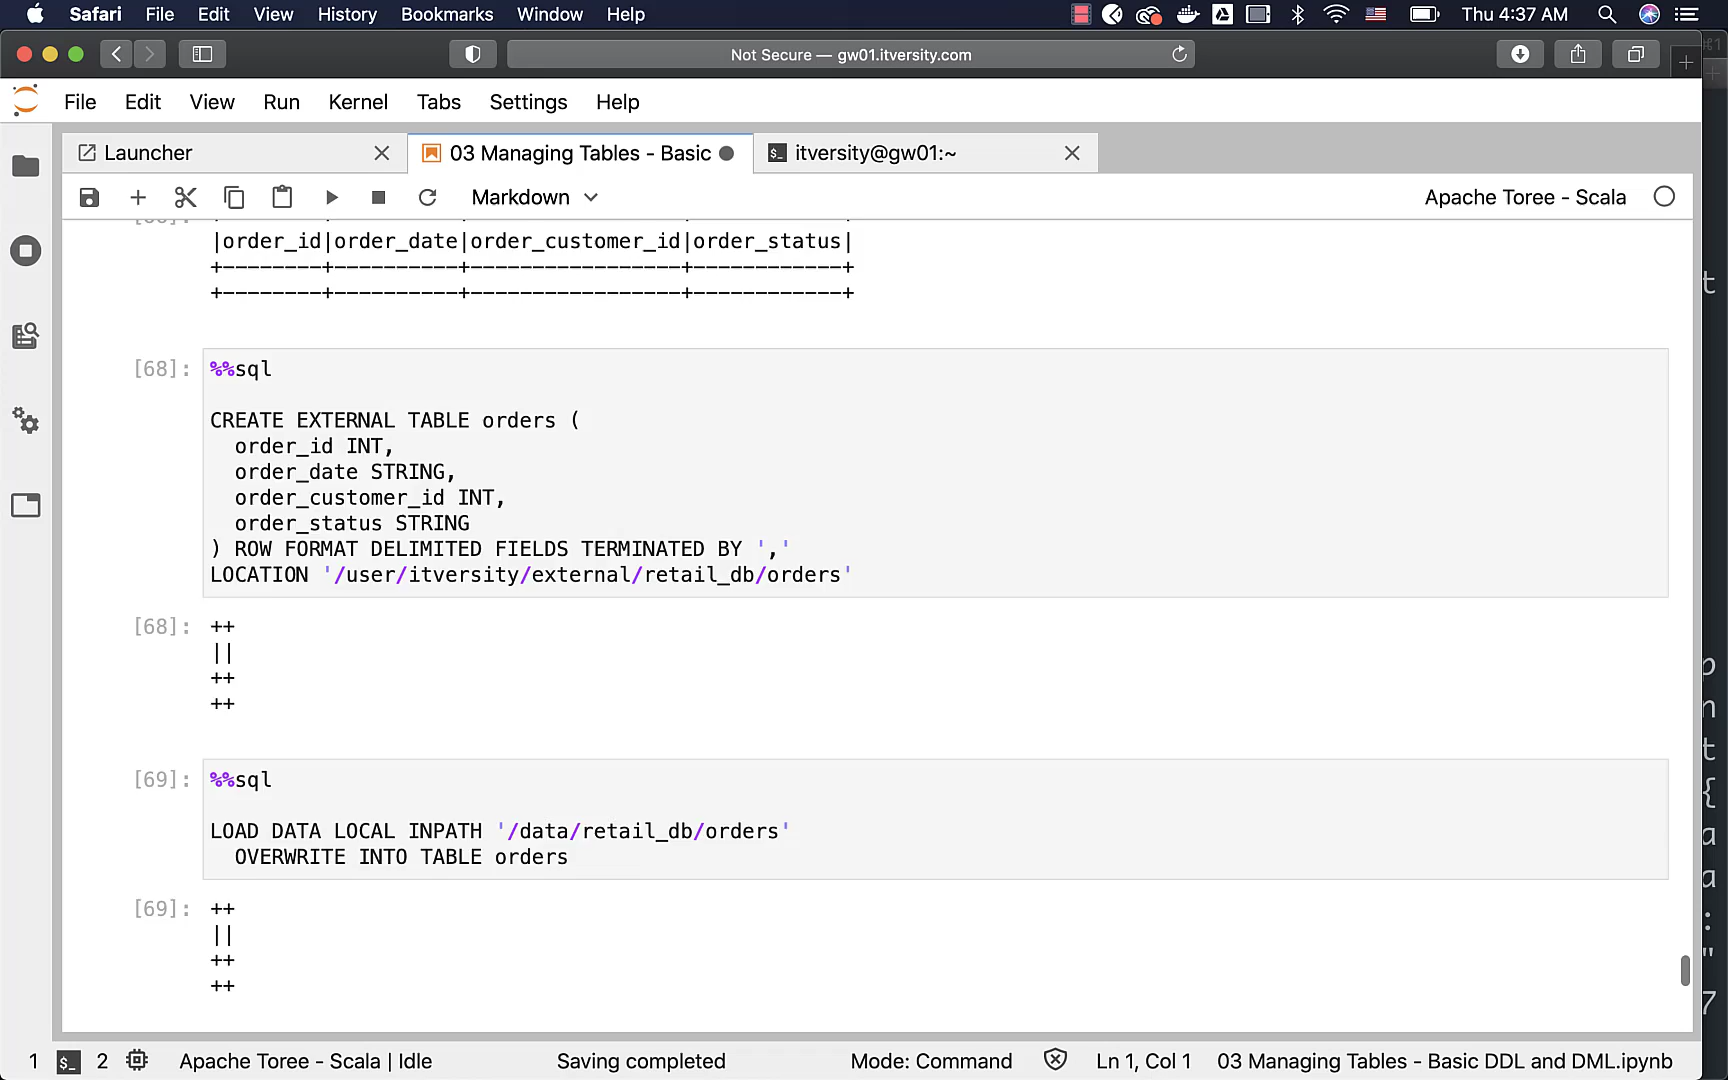 Safari File Edit View History Bookmarks Window Help Thu 4:37 AM
Not Secure — gw01.itversity.com
File Edit View Run Kernel Tabs Settings Help
Launcher 03 Managing Tables - Basic itversity@gw01:~
Markdown Apache Toree - Scala
|order_id|order_date|order_customer_id|order_status|
+--------+----------+-----------------+------------+
+--------+----------+-----------------+------------+
[68]: %%sql
CREATE EXTERNAL TABLE orders (
order_id INT,
order_date STRING,
order_customer_id INT,
order_status STRING
) ROW FORMAT DELIMITED FIELDS TERMINATED BY ','
LOCATION '/user/itversity/external/retail_db/orders'
[68]: ++
||
++
++
[69]: %%sql
LOAD DATA LOCAL INPATH '/data/retail_db/orders'
OVERWRITE INTO TABLE orders
[69]: ++
||
++
++
1 $_ 2 Apache Toree - Scala | Idle Saving completed Mode: Command Ln 1, Col 1 03 Managing Tables - Basic DDL and DML.ipynb